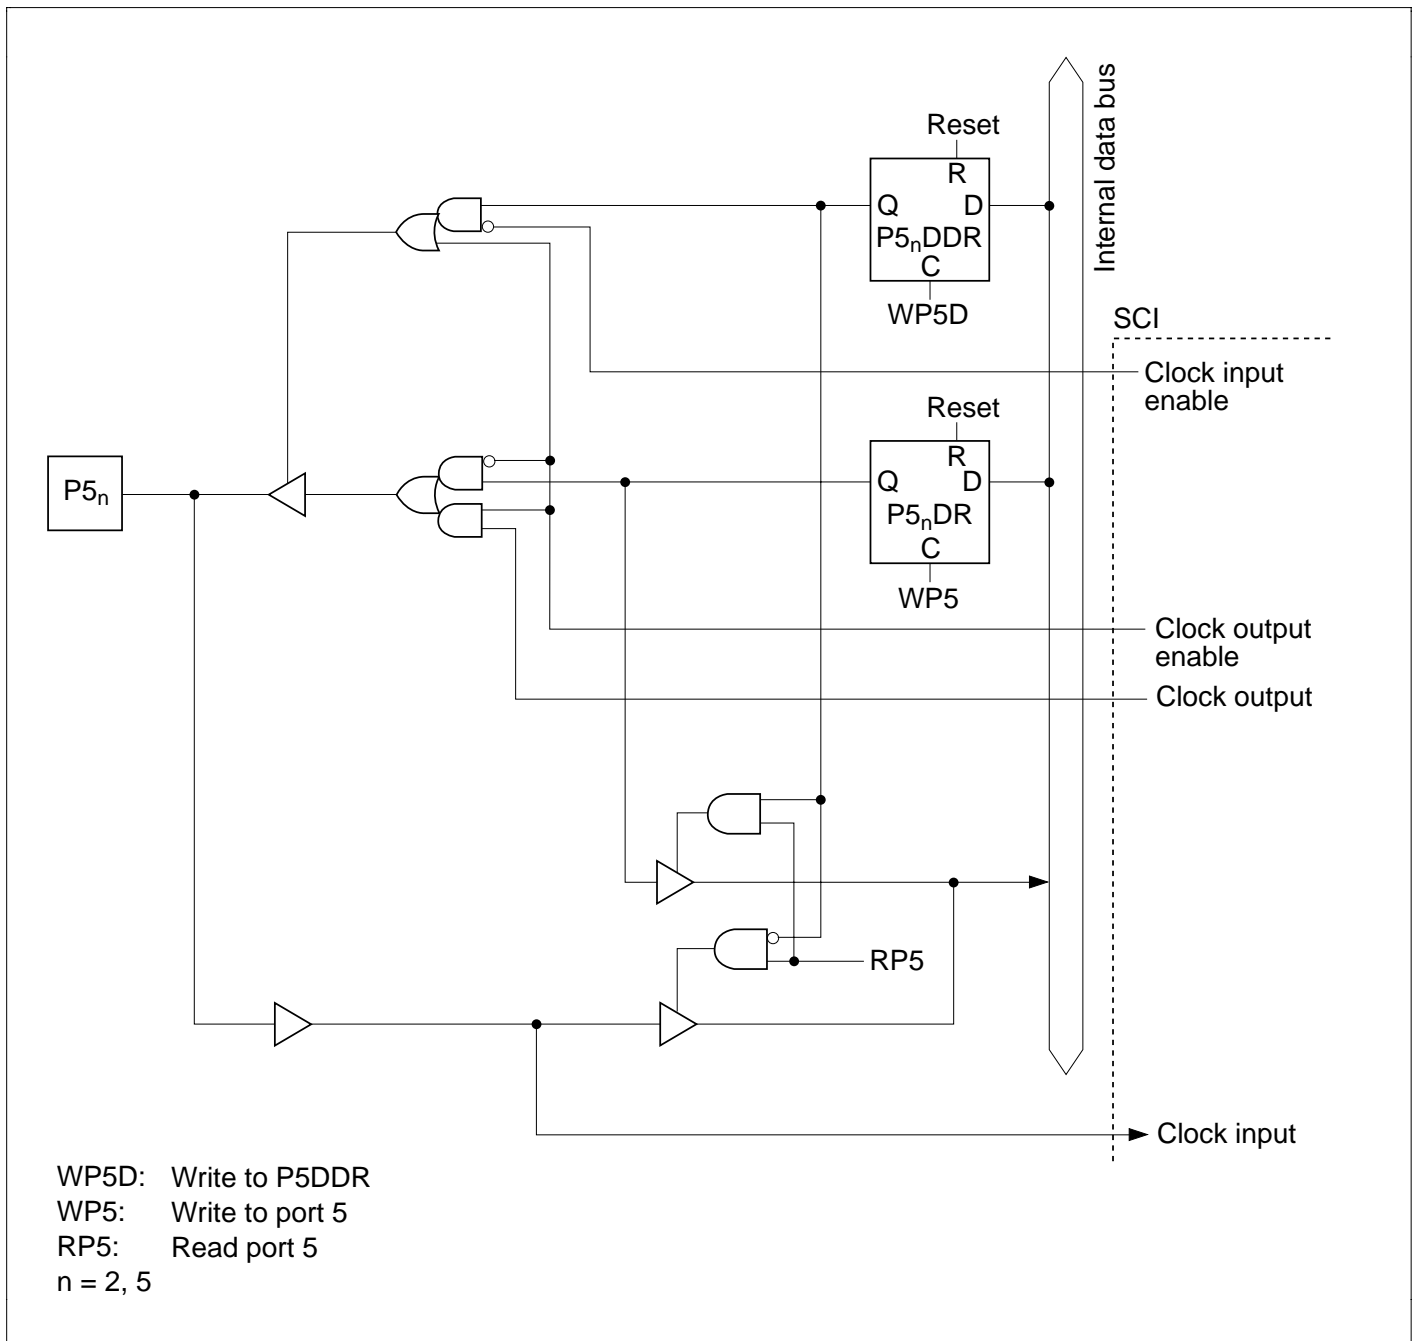 Internal data bus
Reset
R
Q D
P5nDDR
C
WP5D
SCI
Clock input
enable
Reset
R
P5n
Q D
P5nDR
C
WP5
Clock output
enable
Clock output
RP5
Clock input
WP5D: Write to P5DDR
WP5: Write to port 5
RP5: Read port 5
n = 2, 5